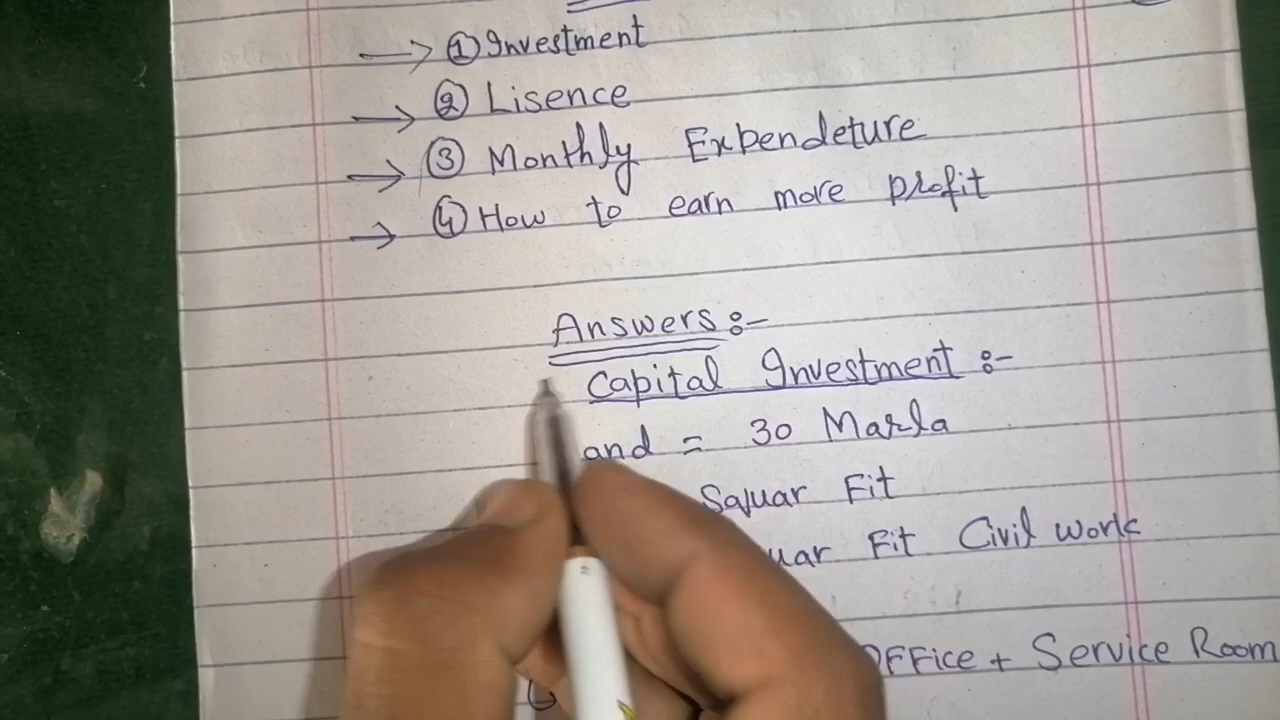 → ① Investment
→ ② Lisence
→ ③ Monthly Expendeture
→ ④ How to earn more profit
Answers :-
Capital Investment :-
and = 30 Marla
Squar Fit
uar Fit Civil work
OFFice + Service Room